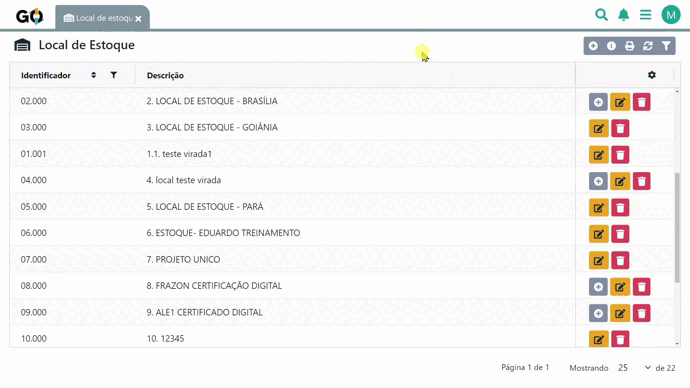 GO Local de estoqu M
Local de Estoque
Identificador Descrição
02.000 2. LOCAL DE ESTOQUE - BRASÍLIA
03.000 3. LOCAL DE ESTOQUE - GOIÂNIA
01.001 1.1. teste virada1
04.000 4. local teste virada
05.000 5. LOCAL DE ESTOQUE - PARÁ
06.000 6. ESTOQUE- EDUARDO TREINAMENTO
07.000 7. PROJETO UNICO
08.000 8. FRAZON CERTIFICAÇÃO DIGITAL
09.000 9. ALE1 CERTIFICADO DIGITAL
10.000 10. 12345
Página 1 de 1 Mostrando 25 de 22